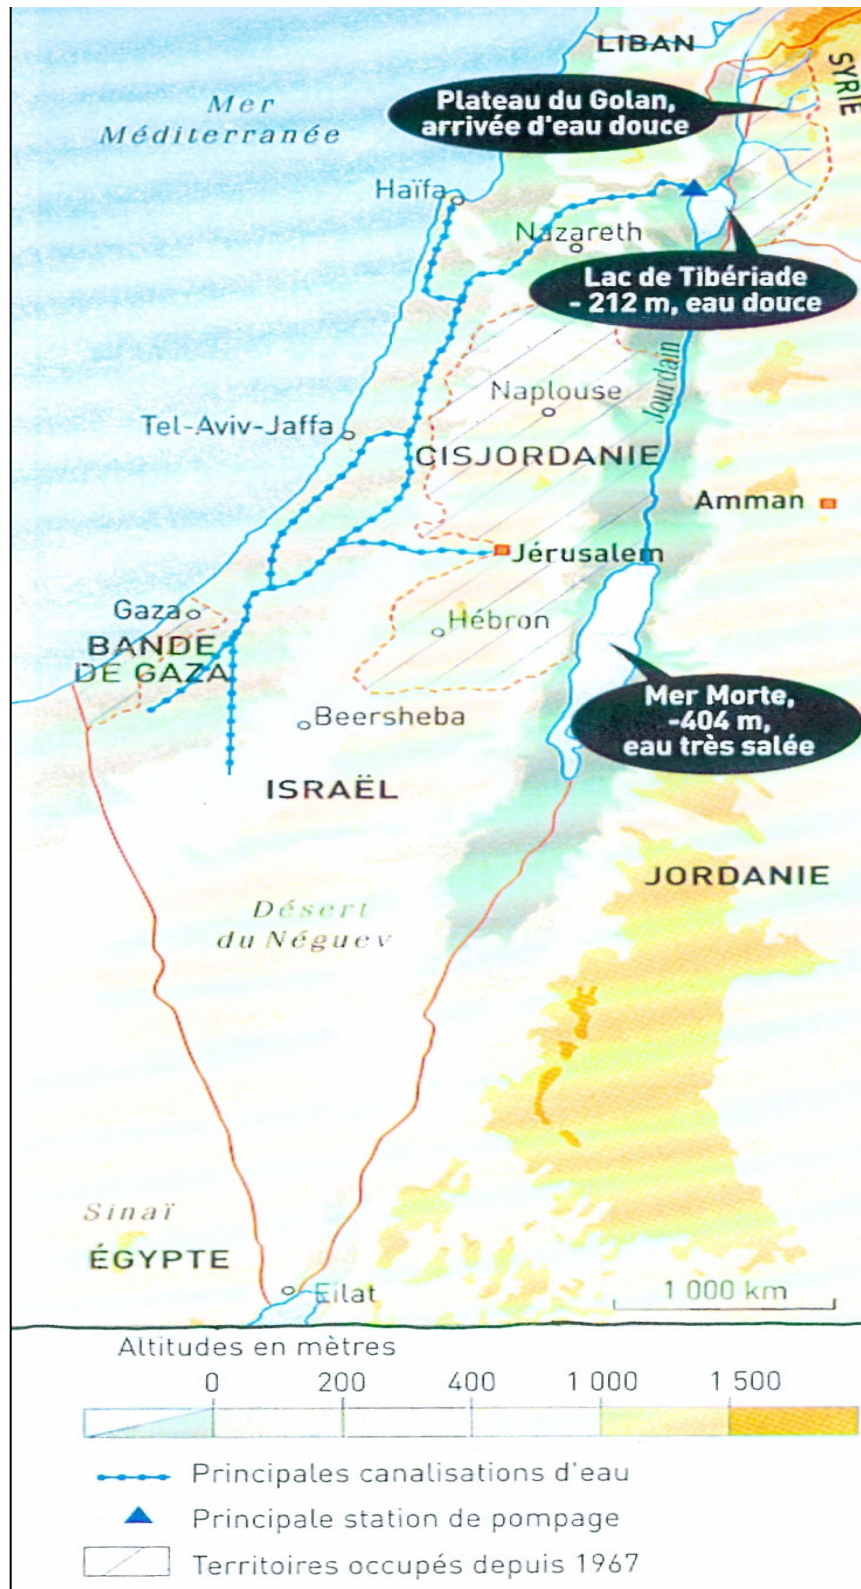 LIBAN
SYRIE
Mer
Méditerranée
Plateau du Golan,
arrivée d'eau douce
Haïfa
Nazareth
Lac de Tibériade
- 212 m, eau douce
Jourdain
Naplouse
Tel-Aviv-Jaffa
CISJORDANIE
Amman
Jérusalem
Gaza
Hébron
BANDE
DE GAZA
Mer Morte,
-404 m,
eau très salée
Beersheba
ISRAËL
JORDANIE
Désert
du Néguev
Sinaï
ÉGYPTE
Eilat
1 000 km
Altitudes en mètres
0 200 400 1 000 1 500
Principales canalisations d'eau
Principale station de pompage
Territoires occupés depuis 1967